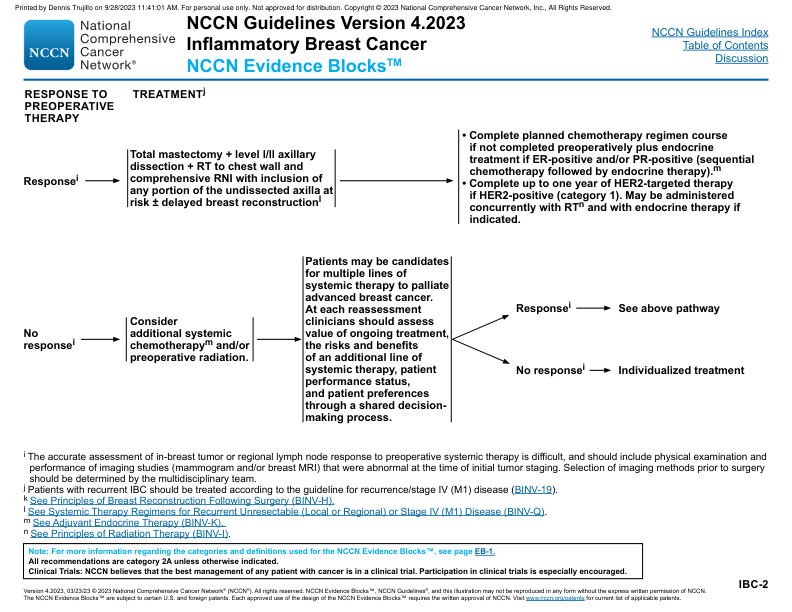 Printed by Dennis Trujillo on 9/28/2023 11:41:01 AM. For personal use only. Not approved for distribution. Copyright © 2023 National Comprehensive Cancer Network, Inc., All Rights Reserved.
NCCN
National
Comprehensive
Cancer
Network®
NCCN Guidelines Version 4.2023
Inflammatory Breast Cancer
NCCN Evidence Blocks™
NCCN Guidelines Index
Table of Contents
Discussion
RESPONSE TO
PREOPERATIVE
THERAPY
TREATMENTj
Responsei
Total mastectomy + level I/II axillary
dissection + RT to chest wall and
comprehensive RNI with inclusion of
any portion of the undissected axilla at
risk ± delayed breast reconstructionl
• Complete planned chemotherapy regimen course
if not completed preoperatively plus endocrine
treatment if ER-positive and/or PR-positive (sequential
chemotherapy followed by endocrine therapy).m
• Complete up to one year of HER2-targeted therapy
if HER2-positive (category 1). May be administered
concurrently with RTn and with endocrine therapy if
indicated.
No
responsei
Consider
additional systemic
chemotherapym and/or
preoperative radiation.
Patients may be candidates
for multiple lines of
systemic therapy to palliate
advanced breast cancer.
At each reassessment
clinicians should assess
value of ongoing treatment,
the risks and benefits
of an additional line of
systemic therapy, patient
performance status,
and patient preferences
through a shared decision-
making process.
Responsei
See above pathway
No responsei
Individualized treatment
i The accurate assessment of in-breast tumor or regional lymph node response to preoperative systemic therapy is difficult, and should include physical examination and
performance of imaging studies (mammogram and/or breast MRI) that were abnormal at the time of initial tumor staging. Selection of imaging methods prior to surgery
should be determined by the multidisciplinary team.
j Patients with recurrent IBC should be treated according to the guideline for recurrence/stage IV (M1) disease (BINV-19).
k See Principles of Breast Reconstruction Following Surgery (BINV-H).
l See Systemic Therapy Regimens for Recurrent Unresectable (Local or Regional) or Stage IV (M1) Disease (BINV-Q).
m See Adjuvant Endocrine Therapy (BINV-K).
n See Principles of Radiation Therapy (BINV-I).
Note: For more information regarding the categories and definitions used for the NCCN Evidence Blocks™, see page EB-1.
All recommendations are category 2A unless otherwise indicated.
Clinical Trials: NCCN believes that the best management of any patient with cancer is in a clinical trial. Participation in clinical trials is especially encouraged.
IBC-2
Version 4.2023, 03/23/23 © 2023 National Comprehensive Cancer Network® (NCCN®), All rights reserved. NCCN Evidence Blocks™, NCCN Guidelines®, and this illustration may not be reproduced in any form without the express written permission of NCCN.
The NCCN Evidence Blocks™ are subject to certain U.S. and foreign patents. Each approved use of the design of the NCCN Evidence Blocks™ requires the written approval of NCCN. Visit www.nccn.org/patents for current list of applicable patents.